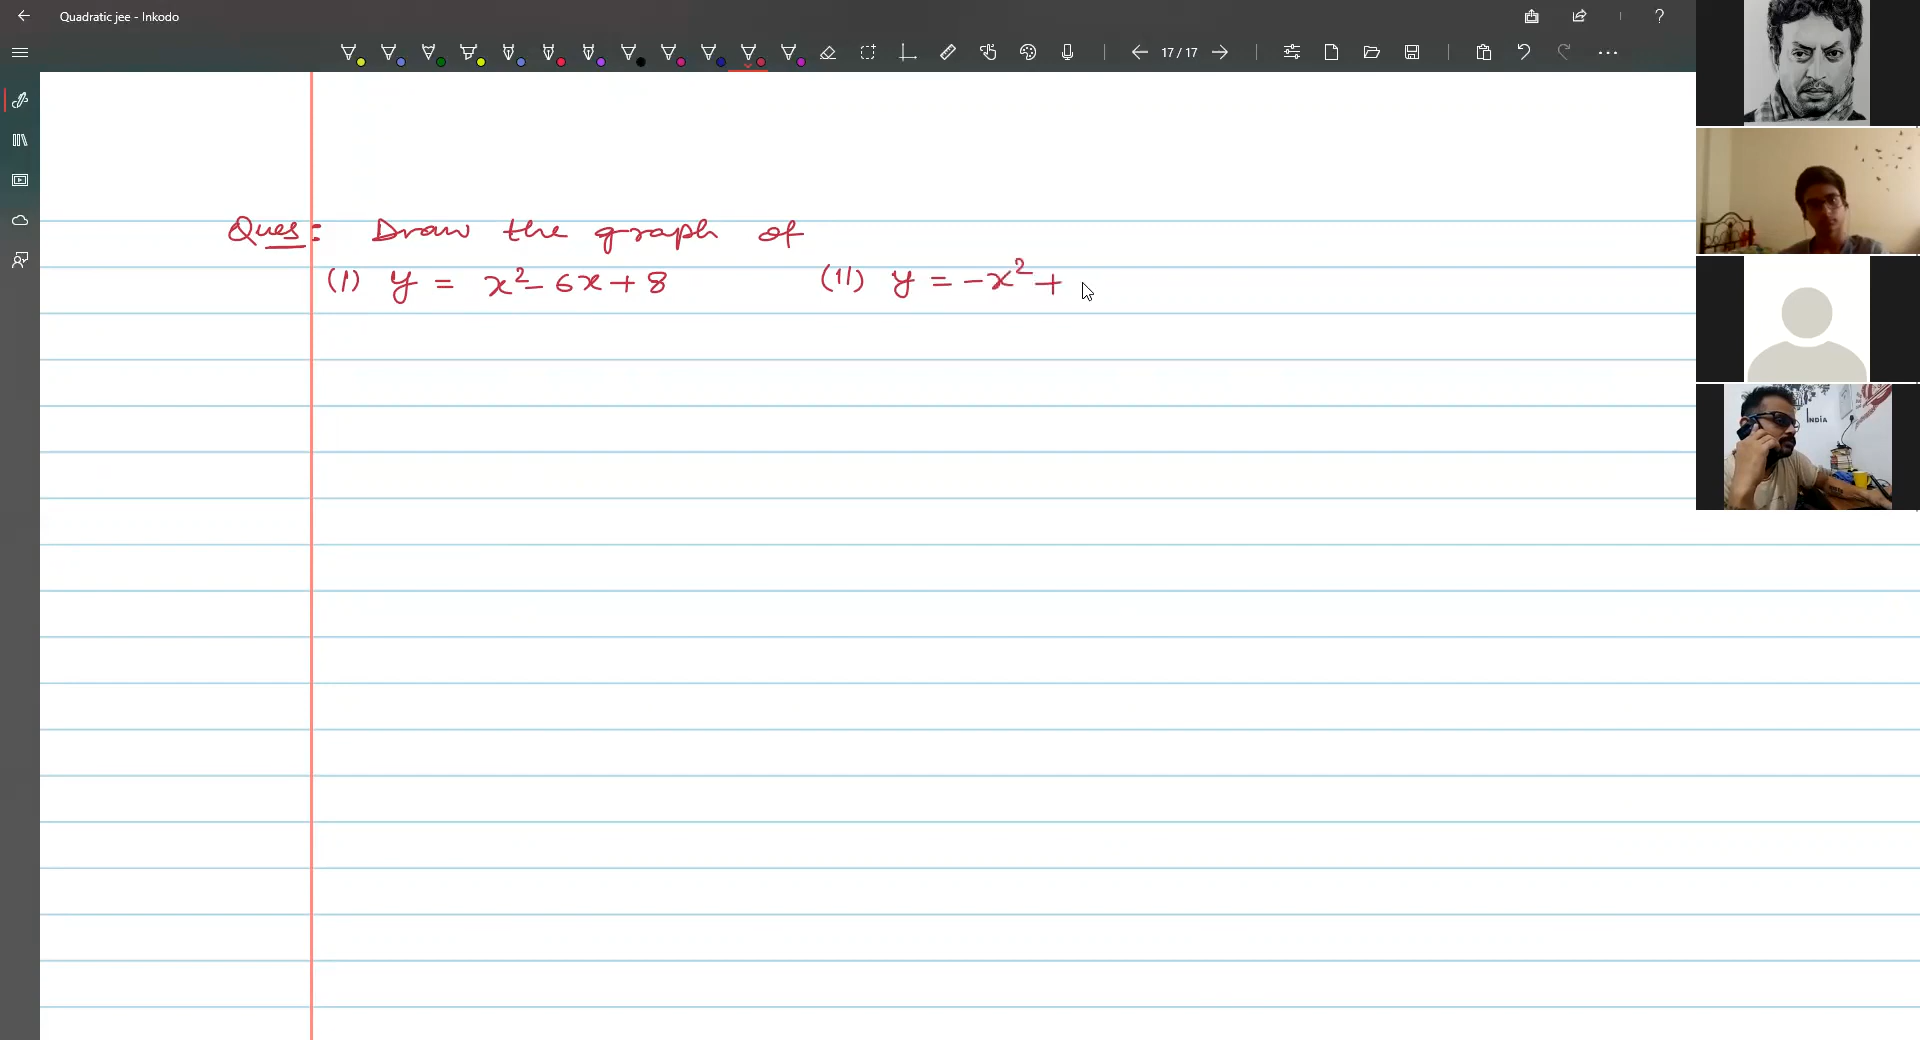 Quadratic jee - Inkodo
17 / 17
Ques : Draw the graph of
(I) y = x² - 6x + 8 (II) y = -x² +
INDIA